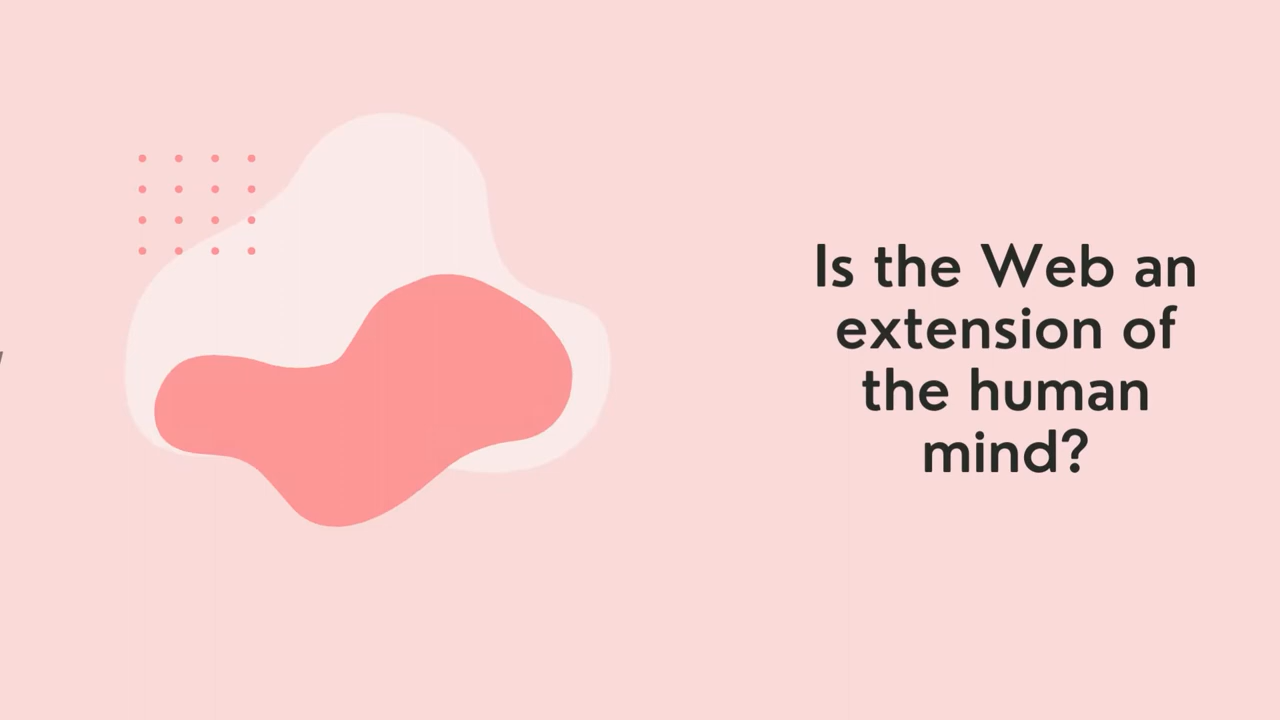 Is the Web an
extension of
the human
mind?